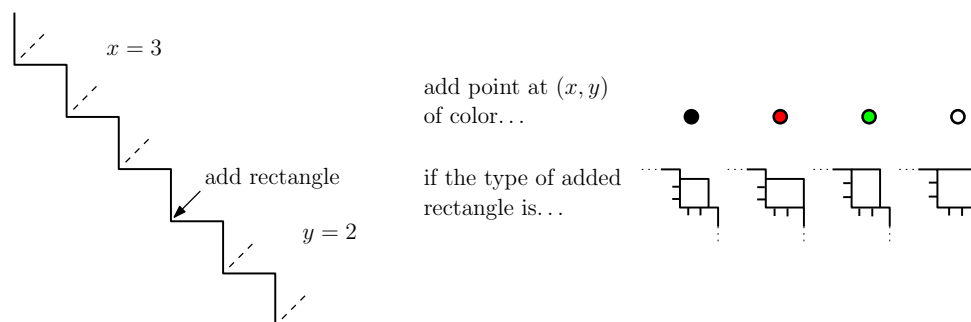 x = 3
add rectangle
y = 2
add point at (x, y)
of color…
if the type of added
rectangle is…